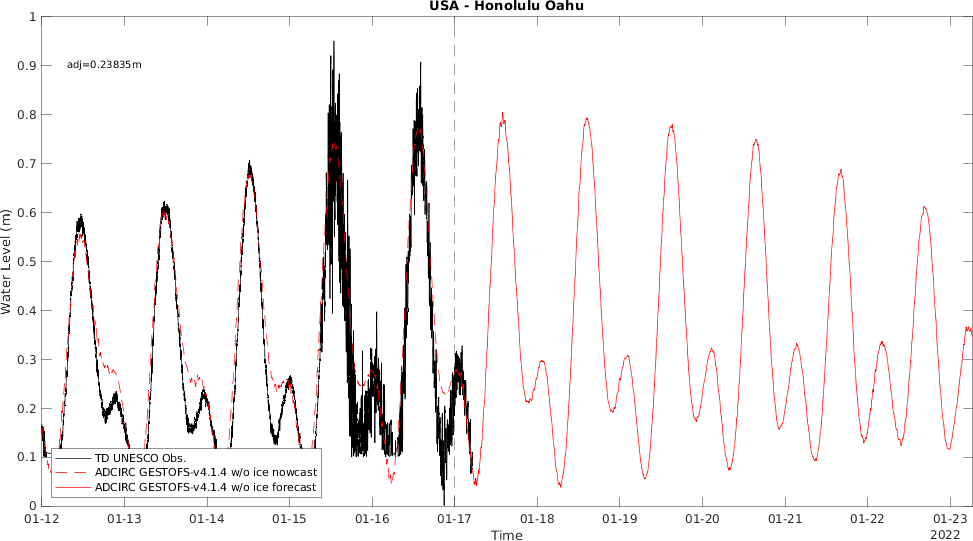 USA - Honolulu Oahu
adj=0.23835m
Water Level (m)
1
0.9
0.8
0.7
0.6
0.5
0.4
0.3
0.2
0.1
0
TD UNESCO Obs.
ADCIRC GESTOFS-v4.1.4 w/o ice nowcast
ADCIRC GESTOFS-v4.1.4 w/o ice forecast
01-12 01-13 01-14 01-15 01-16 01-17 01-18 01-19 01-20 01-21 01-22 01-23
Time
2022